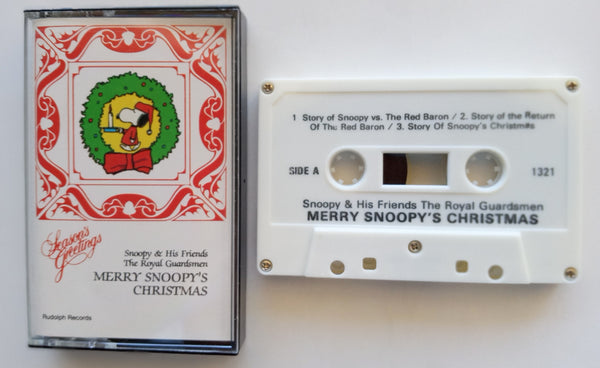 Season's
Greetings
Snoopy & His Friends
The Royal Guardsmen
MERRY SNOOPY'S
CHRISTMAS
Rudolph Records
1 Story of Snoopy vs. The Red Baron / 2. Story of the Return
Of The Red Baron / 3. Story Of Snoopy's Christmas
SIDE A
1321
Snoopy & His Friends The Royal Guardsmen
MERRY SNOOPY'S CHRISTMAS